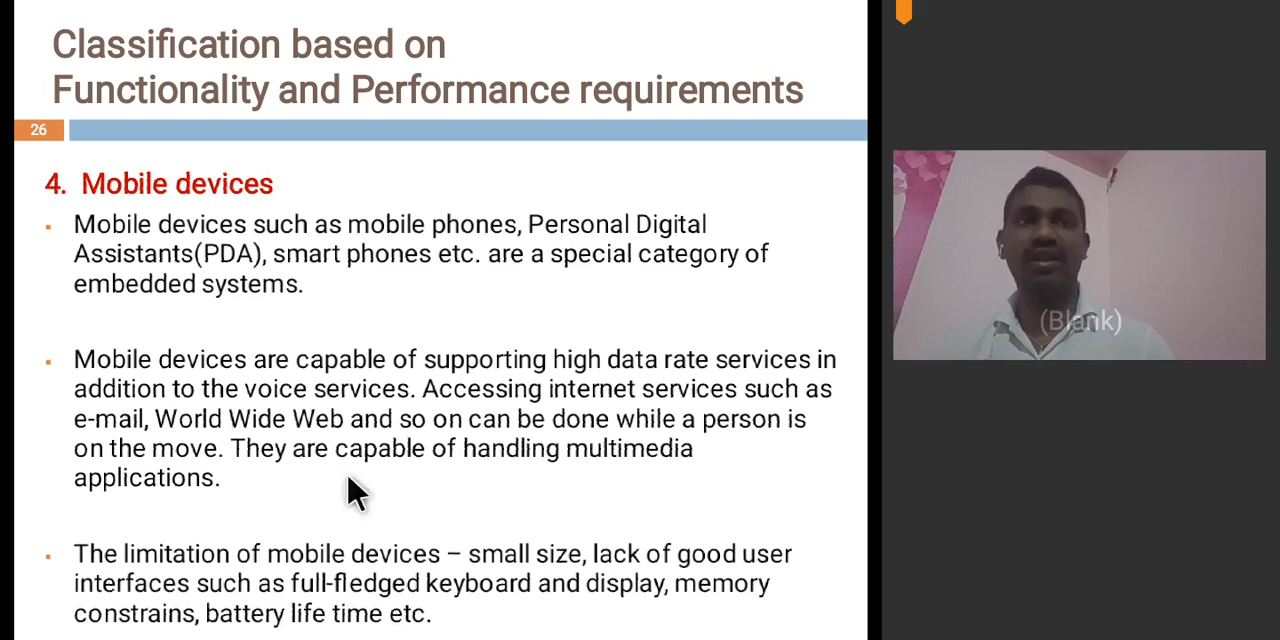 Classification based on
Functionality and Performance requirements
26
4. Mobile devices
▪ Mobile devices such as mobile phones, Personal Digital
Assistants(PDA), smart phones etc. are a special category of
embedded systems.
▪ Mobile devices are capable of supporting high data rate services in
addition to the voice services. Accessing internet services such as
e-mail, World Wide Web and so on can be done while a person is
on the move. They are capable of handling multimedia
applications.
▪ The limitation of mobile devices – small size, lack of good user
interfaces such as full-fledged keyboard and display, memory
constrains, battery life time etc.
(Blank)